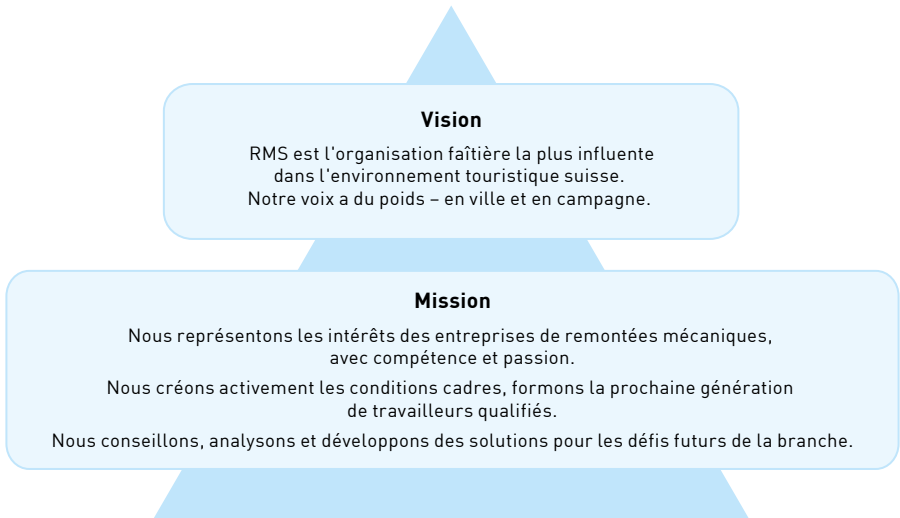 Vision
RMS est l'organisation faîtière la plus influente
dans l'environnement touristique suisse.
Notre voix a du poids – en ville et en campagne.
Mission
Nous représentons les intérêts des entreprises de remontées mécaniques,
avec compétence et passion.
Nous créons activement les conditions cadres, formons la prochaine génération
de travailleurs qualifiés.
Nous conseillons, analysons et développons des solutions pour les défis futurs de la branche.